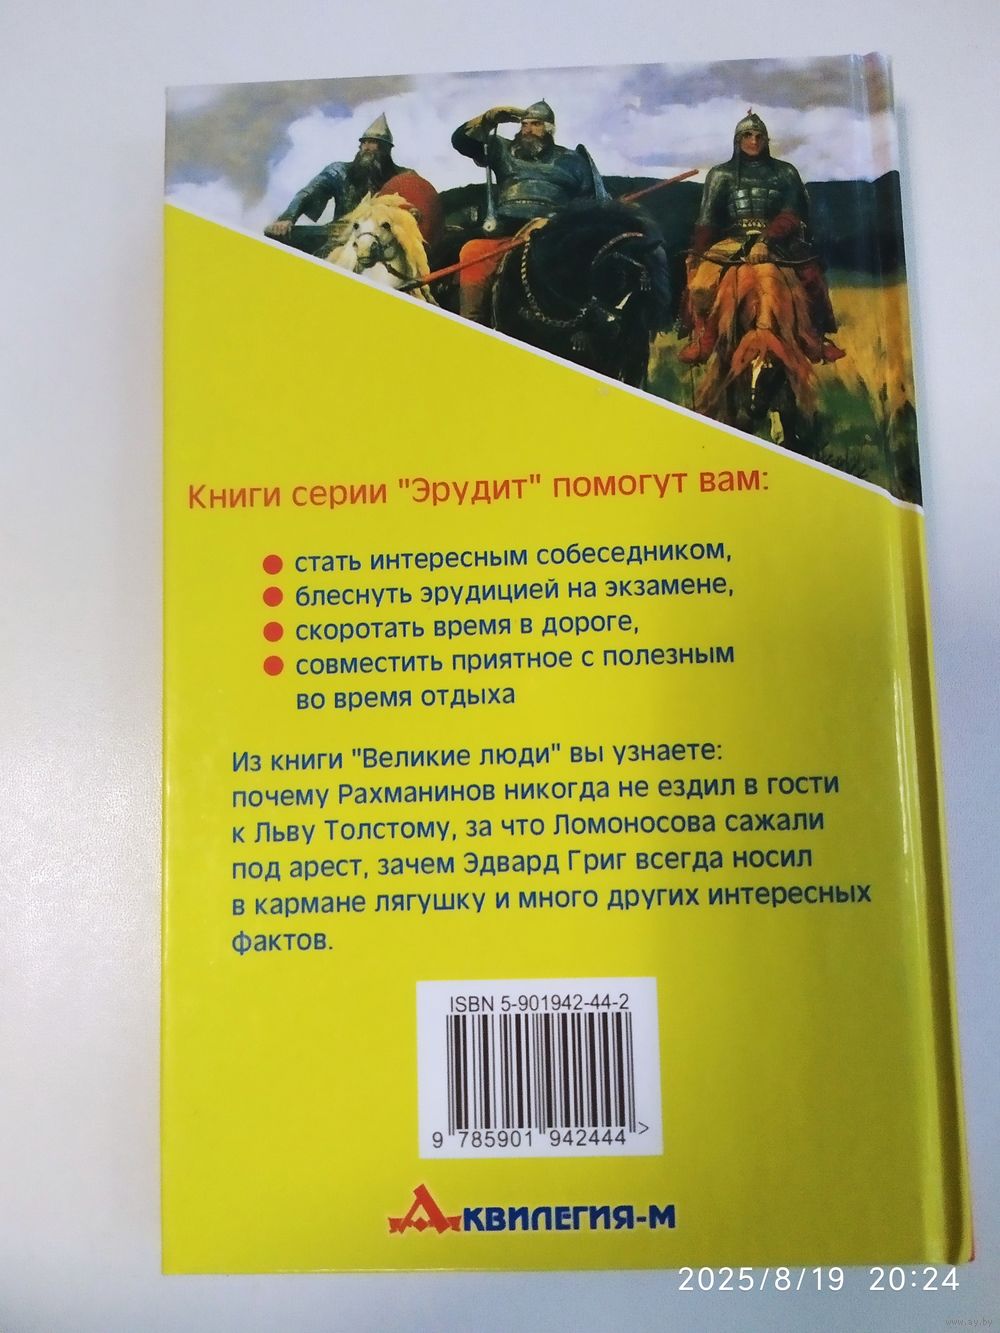 Книги серии "Эрудит" помогут вам:
стать интересным собеседником,
блеснуть эрудицией на экзамене,
скоротать время в дороге,
совместить приятное с полезным
во время отдыха
Из книги "Великие люди" вы узнаете:
почему Рахманинов никогда не ездил в гости
к Льву Толстому, за что Ломоносова сажали
под арест, зачем Эдвард Григ всегда носил
в кармане лягушку и много других интересных
фактов.
ISBN 5-901942-44-2
9 785901 942444 >
АКВИЛЕГИЯ-М
2025/8/19 20:24
www.ay.by